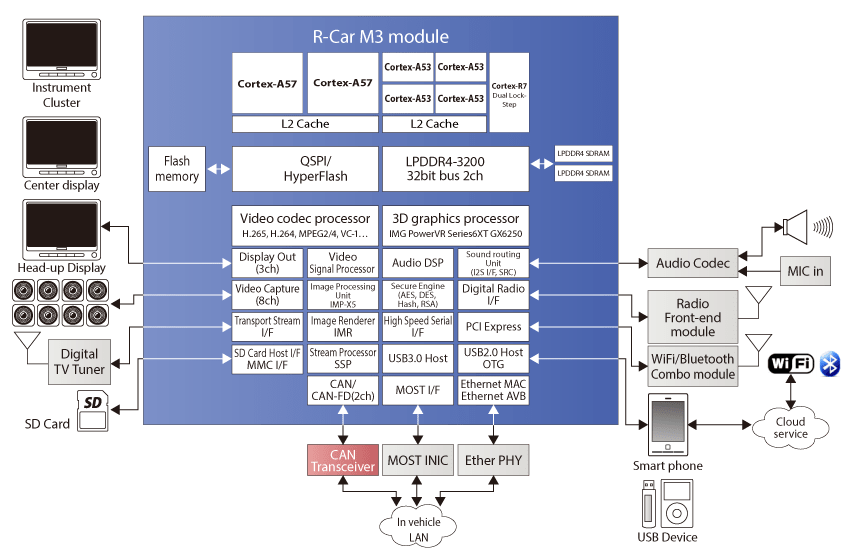 R-Car M3 module
Instrument
Cluster
Center display
Head-up Display
Digital
TV Tuner
SD
SD Card
Cortex-A57
Cortex-A57
L2 Cache
Cortex-A53
Cortex-A53
Cortex-A53
Cortex-A53
L2 Cache
Cortex-R7
Dual Lock-
Step
Flash
memory
QSPI/
HyperFlash
LPDDR4-3200
32bit bus 2ch
LPDDR4 SDRAM
LPDDR4 SDRAM
Video codec processor
H.265, H.264, MPEG2/4, VC-1...
3D graphics processor
IMG PowerVR Series6XT GX6250
Display Out
(3ch)
Video
Signal Processor
Audio DSP
Sound routing
Unit
(I2S I/F, SRC)
Video Capture
(8ch)
Image Processing
Unit
IMP-X5
Secure Engine
(AES, DES,
Hash, RSA)
Digital Radio
I/F
Transport Stream
I/F
Image Renderer
IMR
High Speed Serial
I/F
PCI Express
SD Card Host I/F
MMC I/F
Stream Processor
SSP
USB3.0 Host
USB2.0 Host
OTG
CAN/
CAN-FD(2ch)
MOST I/F
Ethernet MAC
Ethernet AVB
CAN
Transceiver
MOST INIC
Ether PHY
In vehicle
LAN
Audio Codec
MIC in
Radio
Front-end
module
WiFi/Bluetooth
Combo module
Wi Fi
Cloud
service
Smart phone
USB Device